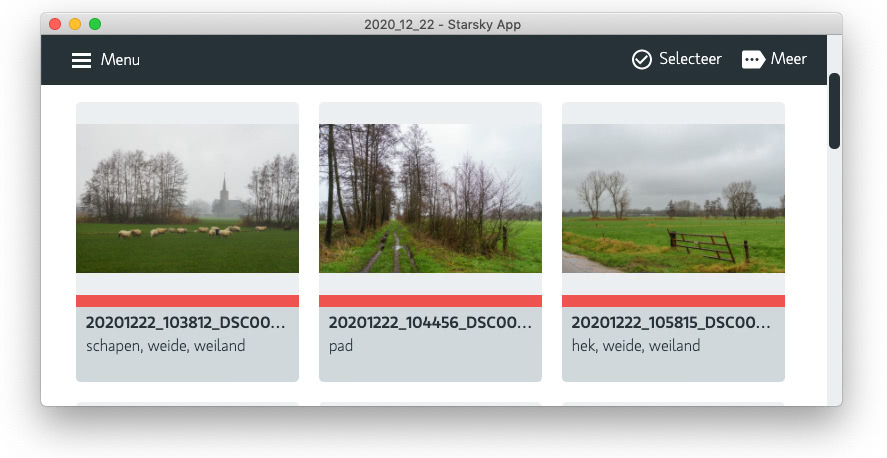 2020_12_22 - Starsky App
Menu
Selecteer
Meer
20201222_103812_DSC00...
schapen, weide, weiland
20201222_104456_DSC00...
pad
20201222_105815_DSC00...
hek, weide, weiland